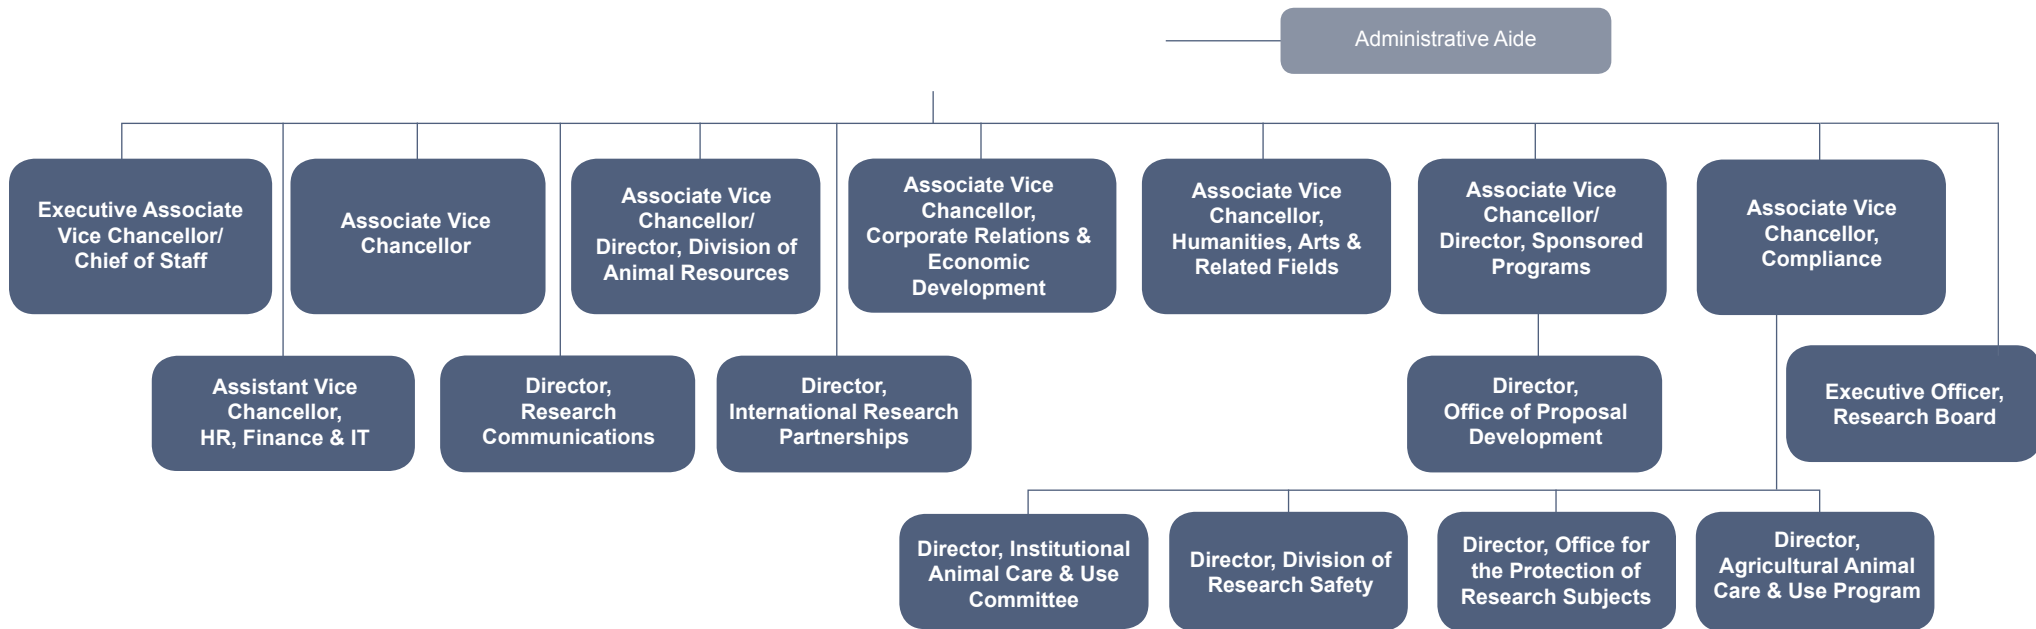 Administrative Aide
Executive Associate
Vice Chancellor/
Chief of Staff
Associate Vice
Chancellor
Associate Vice
Chancellor/
Director, Division of
Animal Resources
Associate Vice
Chancellor,
Corporate Relations &
Economic
Development
Associate Vice
Chancellor,
Humanities, Arts &
Related Fields
Associate Vice
Chancellor/
Director, Sponsored
Programs
Associate Vice
Chancellor,
Compliance
Assistant Vice
Chancellor,
HR, Finance & IT
Director,
Research
Communications
Director,
International Research
Partnerships
Director,
Office of Proposal
Development
Executive Officer,
Research Board
Director, Institutional
Animal Care & Use
Committee
Director, Division of
Research Safety
Director, Office for
the Protection of
Research Subjects
Director,
Agricultural Animal
Care & Use Program